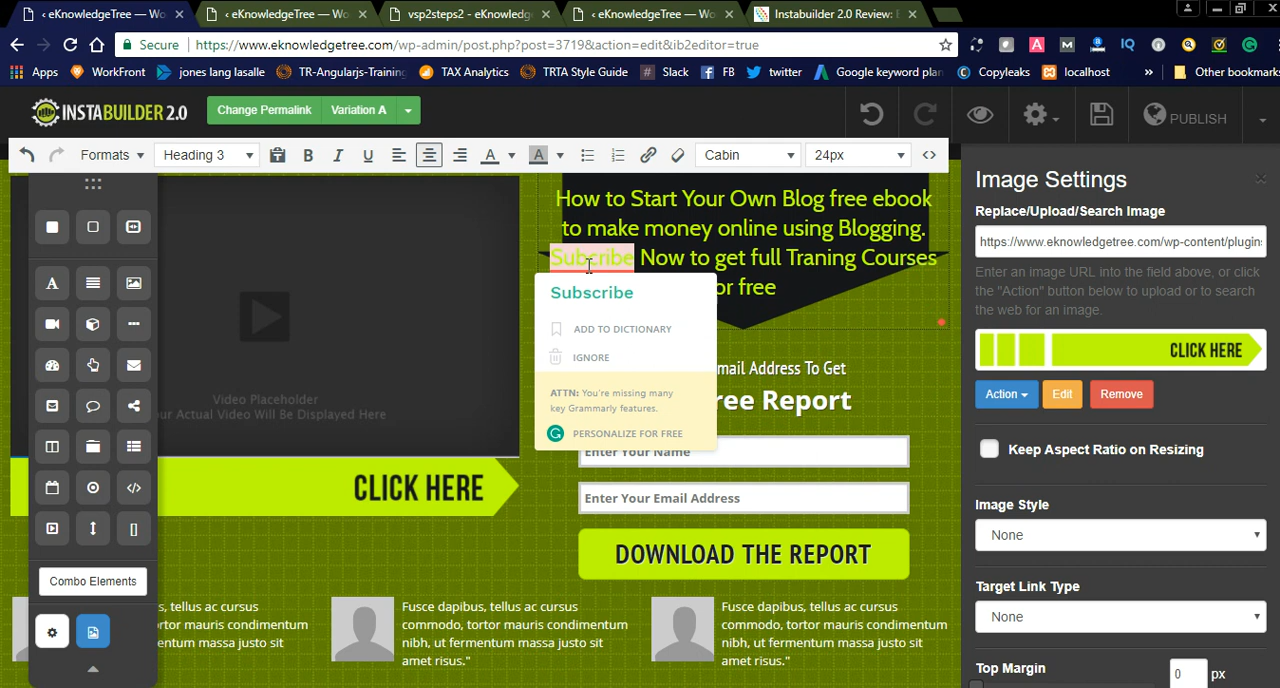 ‹ eKnowledgeTree — Wo
‹ eKnowledgeTree — Wo
vsp2steps2 - eKnowledg
‹ eKnowledgeTree — Wo
Instabuilder 2.0 Review:
Secure
https://www.eknowledgetree.com/wp-admin/post.php?post=3719&action=edit&ib2editor=true
Apps
WorkFront
jones lang lasalle
TR-Angularjs-Training
TAX Analytics
TRTA Style Guide
Slack
FB
twitter
Google keyword plan
Copyleaks
localhost
»
Other bookmarks
INSTABUILDER 2.0
Change Permalink
Variation A
PUBLISH
Formats
Heading 3
B
I
U
A
A
Cabin
24px
How to Start Your Own Blog free ebook
to make money online using Blogging.
Subcribe Now to get full Traning Courses
or free
Subscribe
ADD TO DICTIONARY
IGNORE
ATTN: You're missing many
key Grammarly features.
PERSONALIZE FOR FREE
Video Placeholder
ur Actual Video Will Be Displayed Here
CLICK HERE
mail Address To Get
ree Report
Enter Your Name
Enter Your Email Address
DOWNLOAD THE REPORT
s, tellus ac cursus
ortor mauris condimentum
mentum massa justo sit
Fusce dapibus, tellus ac cursus
commodo, tortor mauris condimentum
nibh, ut fermentum massa justo sit
amet risus."
Fusce dapibus, tellus ac cursus
commodo, tortor mauris condimentum
nibh, ut fermentum massa justo sit
amet risus."
Combo Elements
Image Settings
Replace/Upload/Search Image
https://www.eknowledgetree.com/wp-content/plugin
Enter an image URL into the field above, or click
the "Action" button below to upload or to search
the web for an image.
CLICK HERE
Action
Edit
Remove
Keep Aspect Ratio on Resizing
Image Style
None
Target Link Type
None
Top Margin
0
px